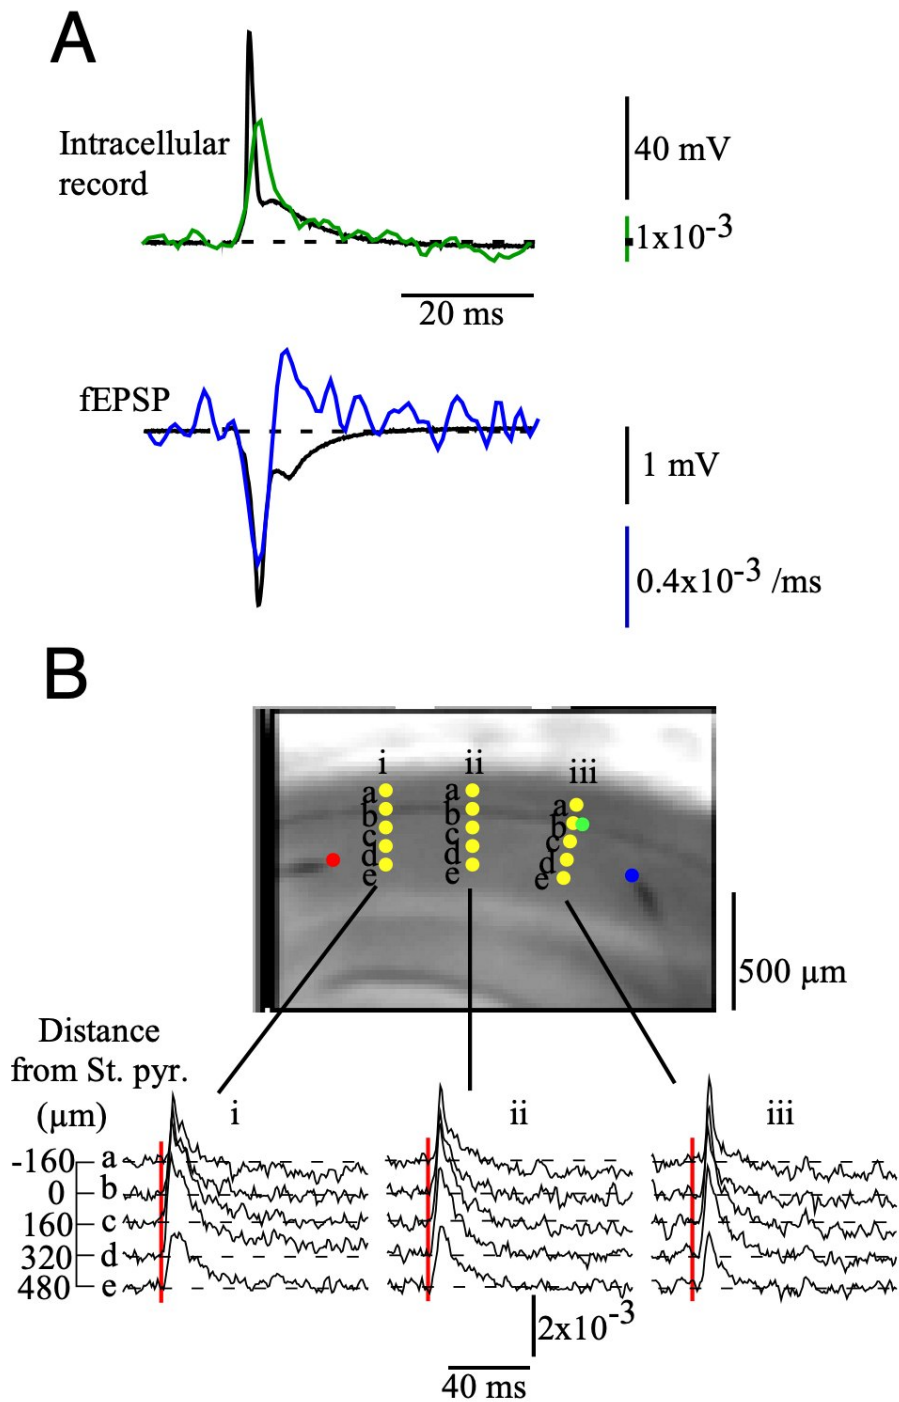 A
Intracellular
record
40 mV
1x10⁻³
20 ms
fEPSP
1 mV
0.4x10⁻³ /ms
B
i
ii
iii
a
b
c
d
e
a
b
c
d
e
a
b
c
d
e
500 µm
Distance
from St. pyr.
(µm)
i
ii
iii
-160 a
0 b
160 c
320 d
480 e
2x10⁻³
40 ms